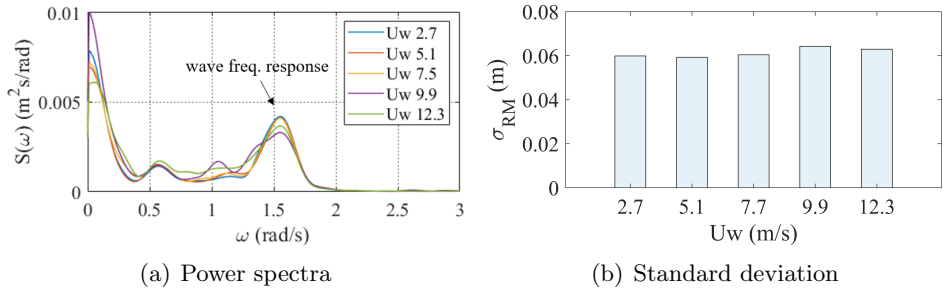 0.01
0.005
0
S(ω) (m²s/rad)
wave freq. response
Uw 2.7
Uw 5.1
Uw 7.5
Uw 9.9
Uw 12.3
0 0.5 1 1.5 2 2.5 3
ω (rad/s)
(a) Power spectra
0.08
0.06
0.04
0.02
0
σRM (m)
2.7 5.1 7.7 9.9 12.3
Uw (m/s)
(b) Standard deviation